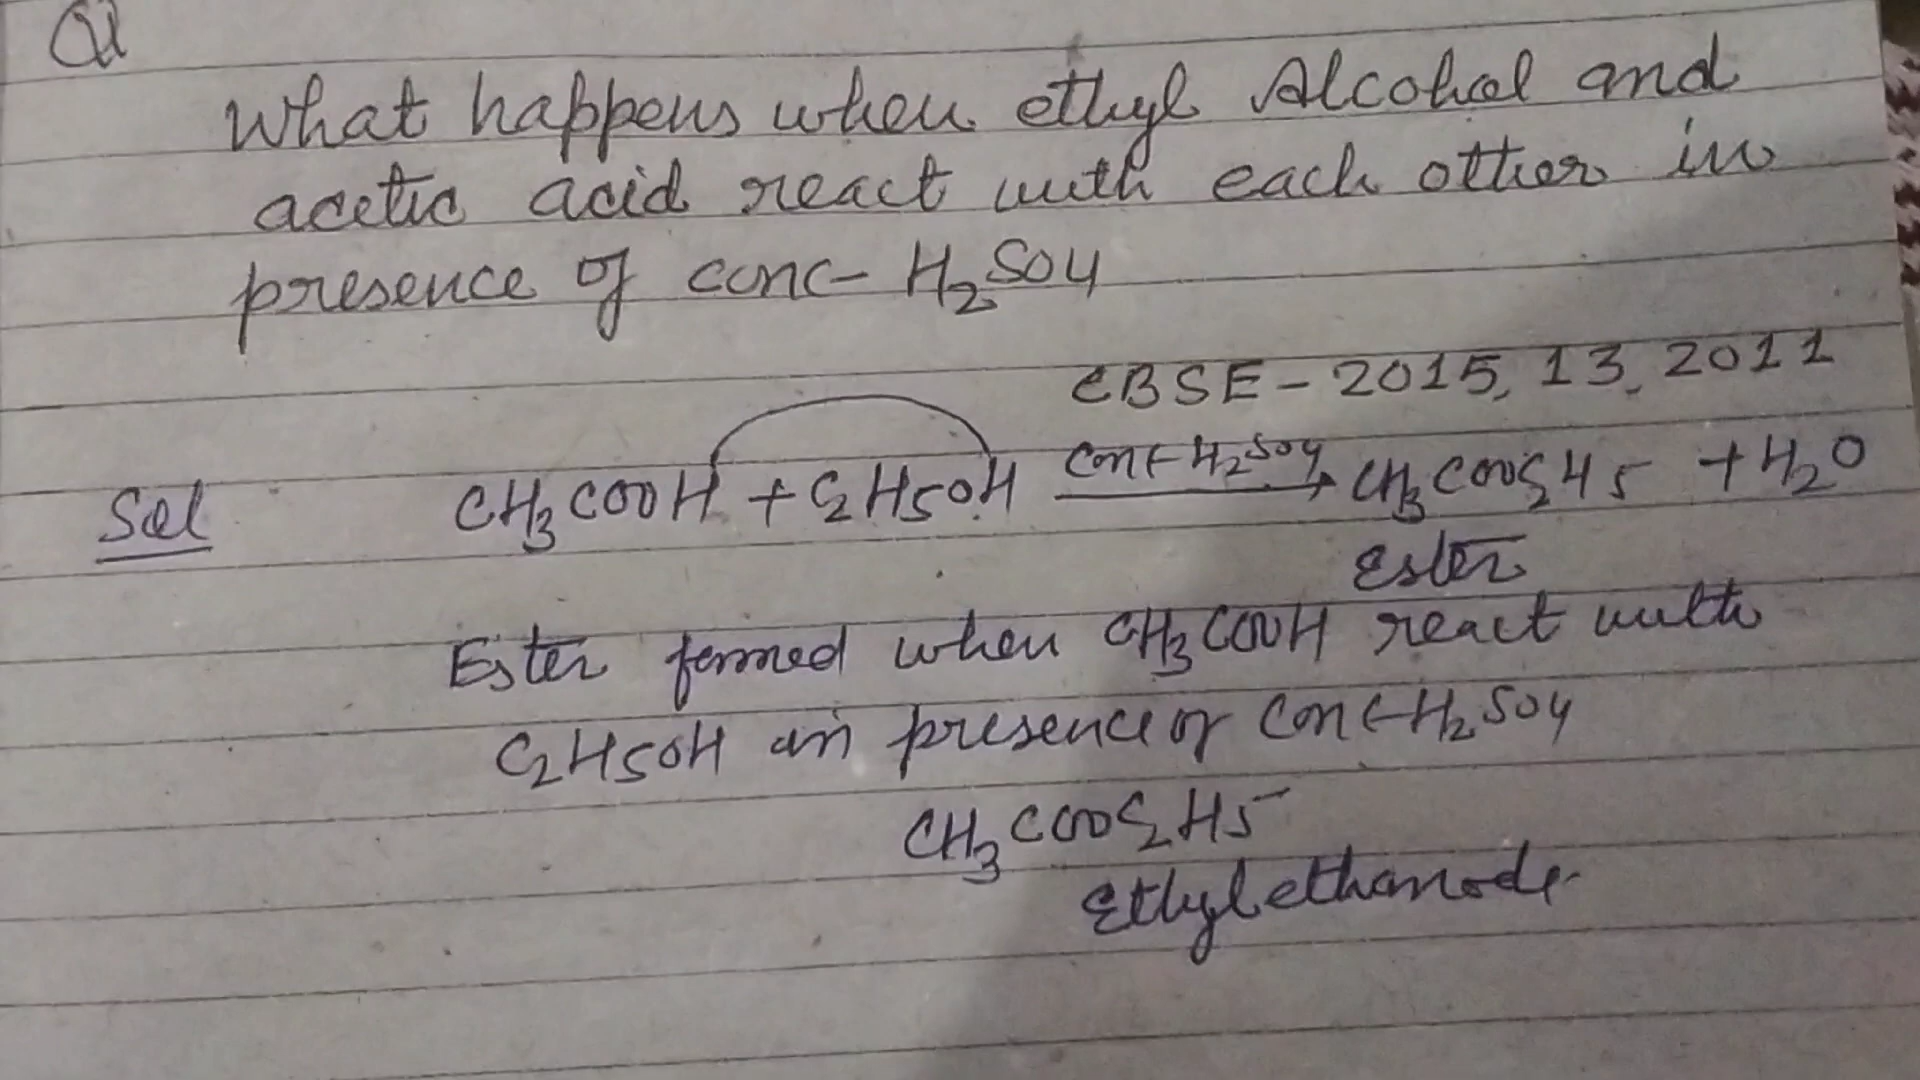 Q1
What happens when ethyl Alcohol and
acetic acid react with each other in
presence of conc- H₂SO4
CBSE - 2015, 13, 2011
Sol CH₃COOH + C₂H5OH conc H₂SO4 → CH₃COOC₂H5 + H₂O
Ester
Ester formed when CH₃COOH react with
C₂H5OH in presence of Conc-H₂SO4
CH₃COOC₂H5
Ethylethanode